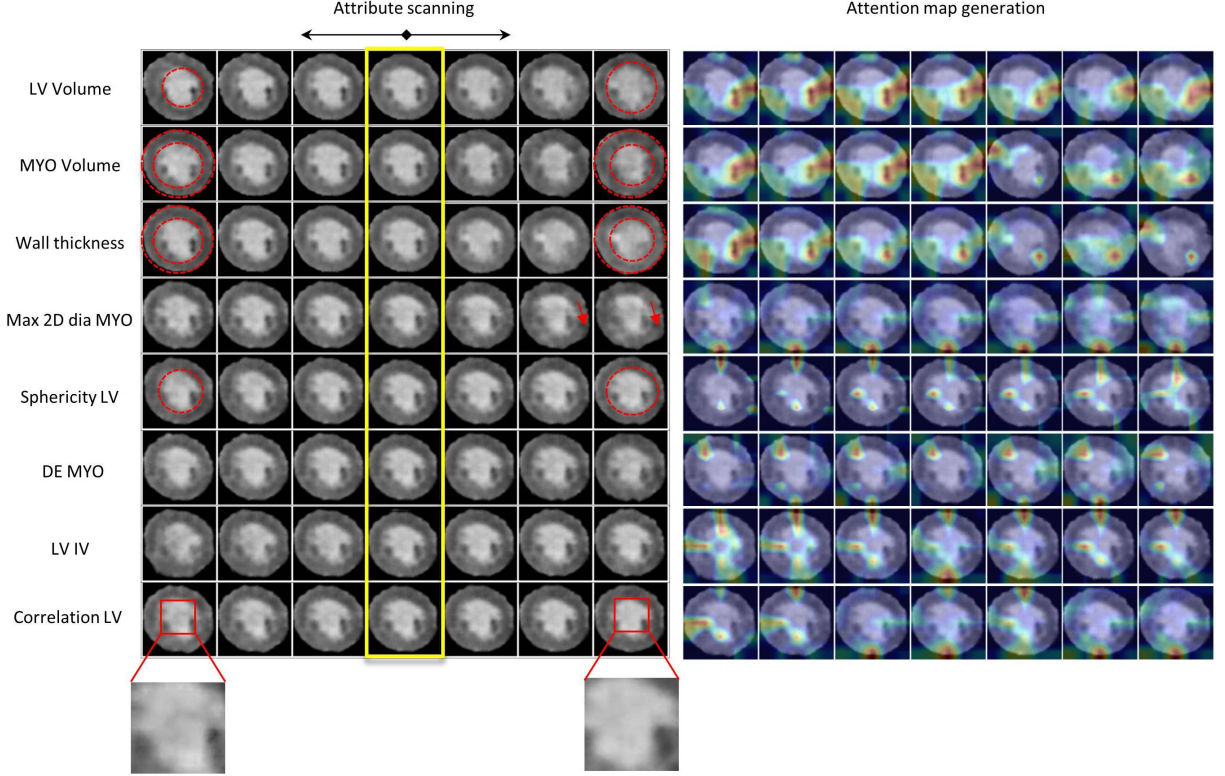 Attribute scanning
Attention map generation
LV Volume
MYO Volume
Wall thickness
Max 2D dia MYO
Sphericity LV
DE MYO
LV IV
Correlation LV